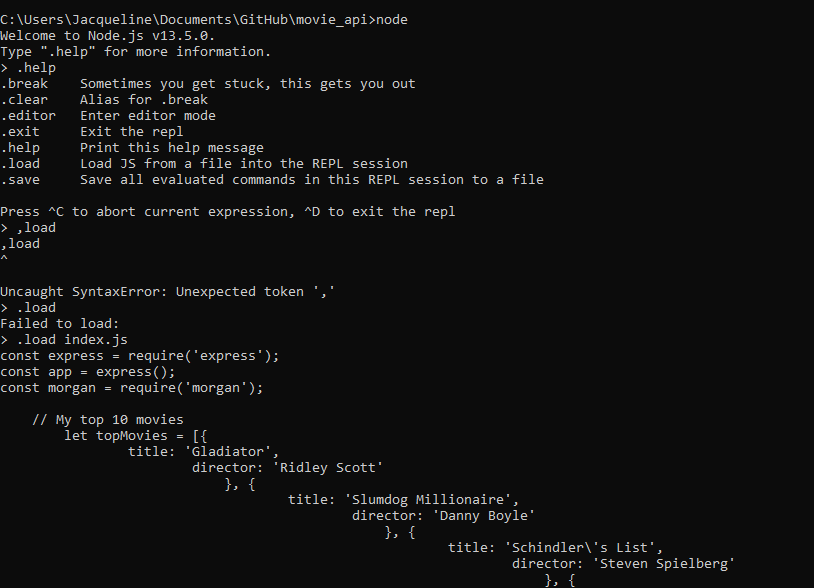 C:\Users\Jacqueline\Documents\GitHub\movie_api>node
Welcome to Node.js v13.5.0.
Type ".help" for more information.
> .help
.break    Sometimes you get stuck, this gets you out
.clear    Alias for .break
.editor   Enter editor mode
.exit     Exit the repl
.help     Print this help message
.load     Load JS from a file into the REPL session
.save     Save all evaluated commands in this REPL session to a file

Press ^C to abort current expression, ^D to exit the repl
> ,load
,load
^

Uncaught SyntaxError: Unexpected token ','
> .load
Failed to load:
> .load index.js
const express = require('express');
const app = express();
const morgan = require('morgan');

    // My top 10 movies
        let topMovies = [{
                title: 'Gladiator',
                        director: 'Ridley Scott'
                            }, {
                                    title: 'Slumdog Millionaire',
                                            director: 'Danny Boyle'
                                                }, {
                                                        title: 'Schindler\'s List',
                                                                director: 'Steven Spielberg'
                                                                    }, {